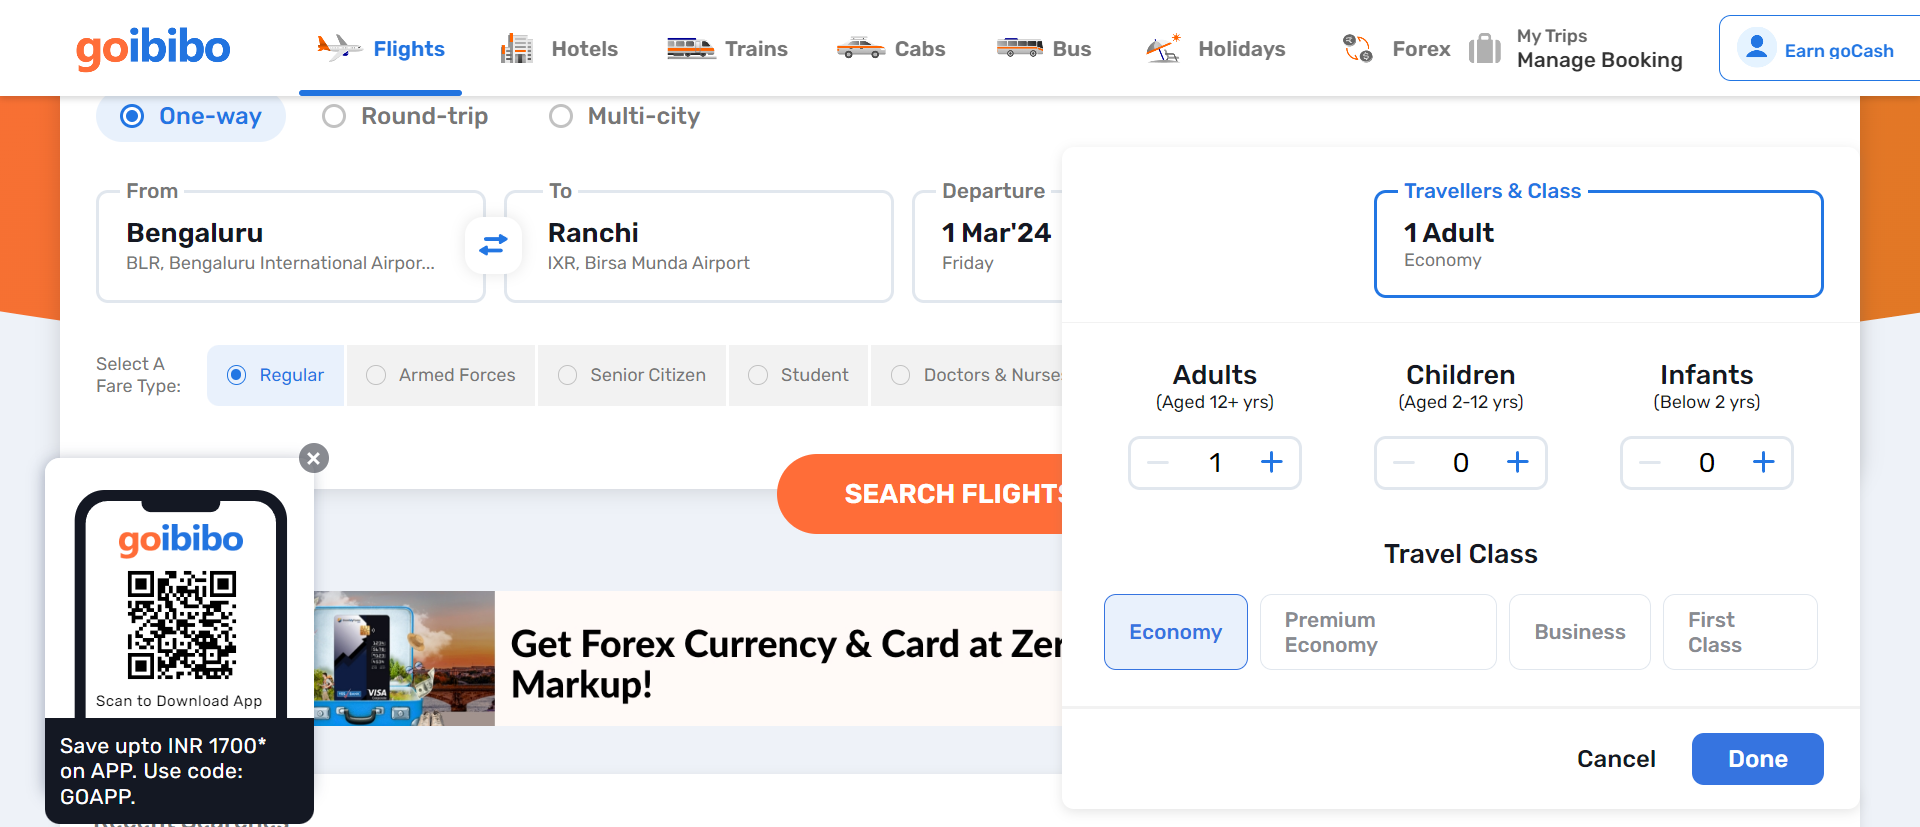 goibibo
Flights
Hotels
Trains
Cabs
Bus
Holidays
Forex
My Trips
Manage Booking
Earn goCash
One-way
Round-trip
Multi-city
From
Bengaluru
BLR, Bengaluru International Airpor...
To
Ranchi
IXR, Birsa Munda Airport
Departure
1 Mar'24
Friday
Travellers & Class
1 Adult
Economy
Select A
Fare Type:
Regular
Armed Forces
Senior Citizen
Student
Doctors & Nurses
SEARCH FLIGHTS
Adults
(Aged 12+ yrs)
1
Children
(Aged 2-12 yrs)
0
Infants
(Below 2 yrs)
0
Travel Class
Economy
Premium
Economy
Business
First
Class
Cancel
Done
goibibo
Scan to Download App
Save upto INR 1700*
on APP. Use code:
GOAPP.
VISA
Get Forex Currency & Card at Zer
Markup!